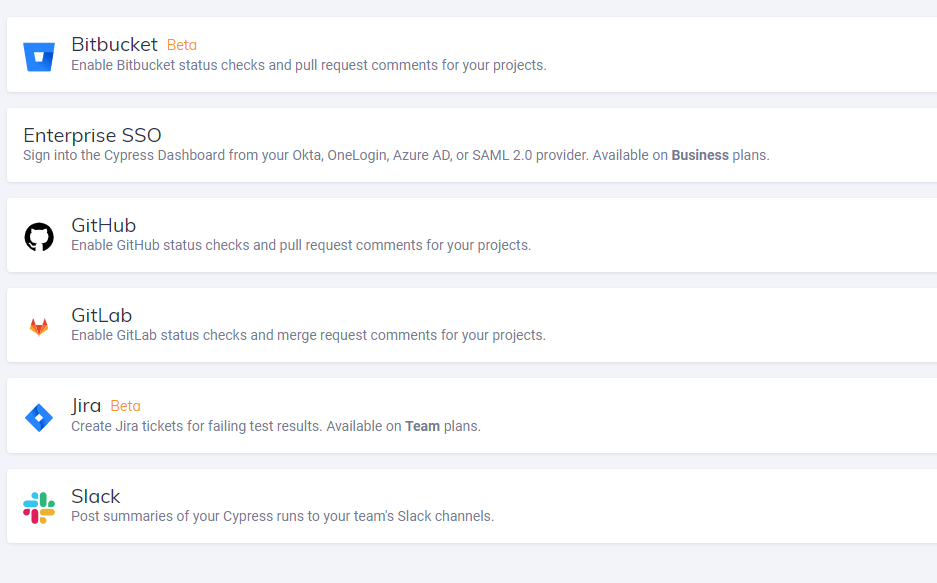 Bitbucket Beta
Enable Bitbucket status checks and pull request comments for your projects.
Enterprise SSO
Sign into the Cypress Dashboard from your Okta, OneLogin, Azure AD, or SAML 2.0 provider. Available on Business plans.
GitHub
Enable GitHub status checks and pull request comments for your projects.
GitLab
Enable GitLab status checks and merge request comments for your projects.
Jira Beta
Create Jira tickets for failing test results. Available on Team plans.
Slack
Post summaries of your Cypress runs to your team's Slack channels.